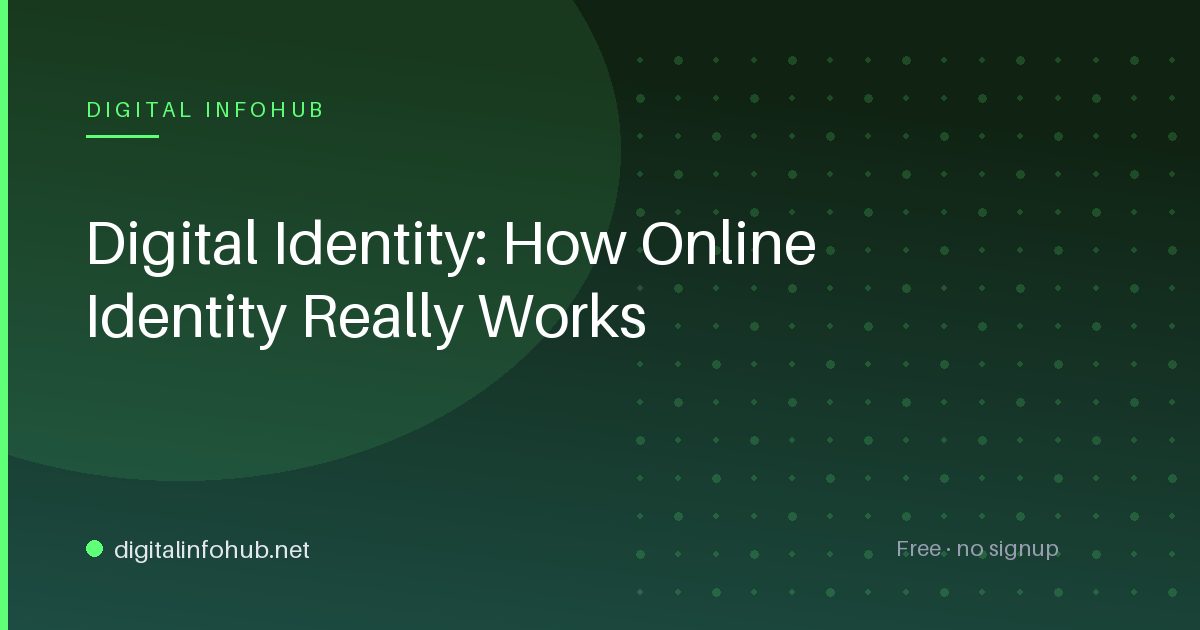 DIGITAL INFOHUB
Digital Identity: How Online
Identity Really Works
digitalinfohub.net
Free · no signup